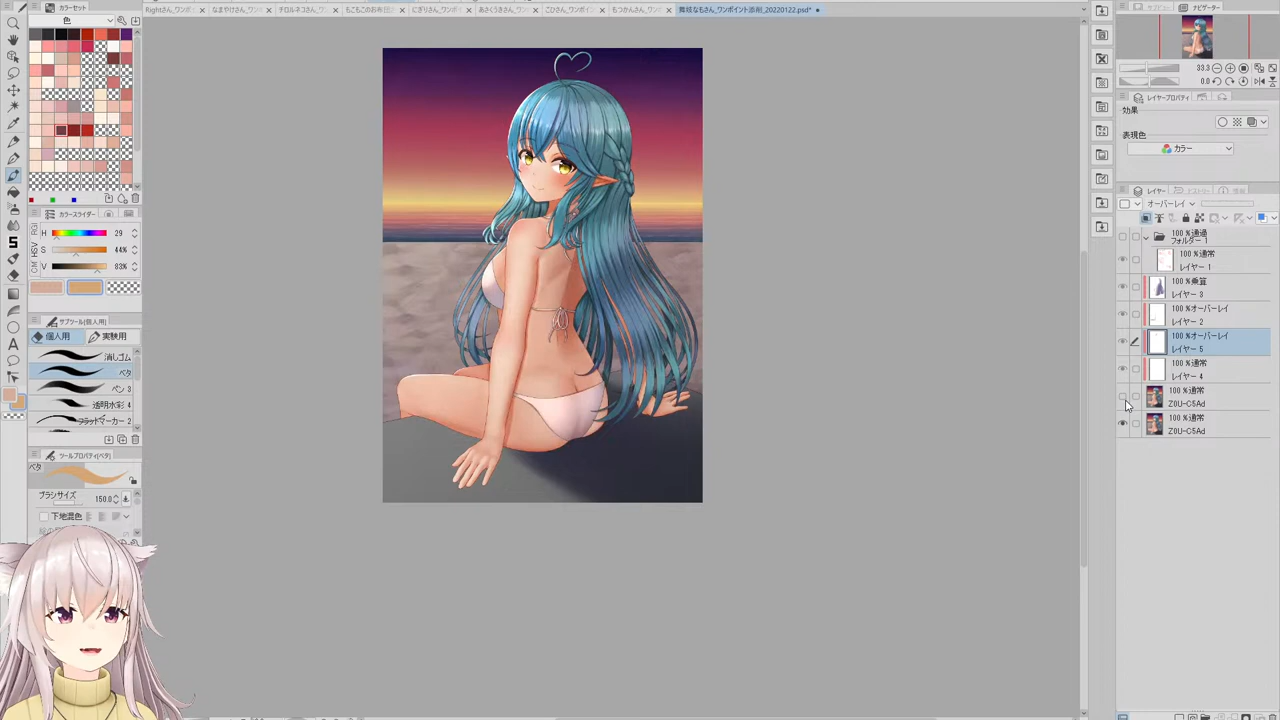 カラーセット
Rightさん_ワンホ
なまやけさん_ワン
チロルネコさん_ワン
もこもこのお布団
にぎりさん_ワンポ
あさくうさん_ワン
こひさん_ワンポイン
もつかんさん_ワン
舞妓なもさん_ワンポイント添削_20220122.psd*
ナビゲーター
色
33.3
0.0
レイヤープロパティ
効果
表現色
カラー
レイヤー
オーバーレイ
100 %通過
フォルダー 1
100 %通常
レイヤー 1
100 %乗算
レイヤー 3
100 %オーバーレイ
レイヤー 2
100 %オーバーレイ
レイヤー 5
100 %通常
レイヤー 4
100 %通常
Z0U-C5Ad
100 %通常
Z0U-C5Ad
カラースライダー
H 29
S 44%
V 83%
サブツール[個人用]
個人用
実験用
消しゴム
ベタ
ペン 3
透明水彩 4
フラットマーカー 2
ツールプロパティ[ベタ]
ベタ
ブラシサイズ 150.0
下地混色